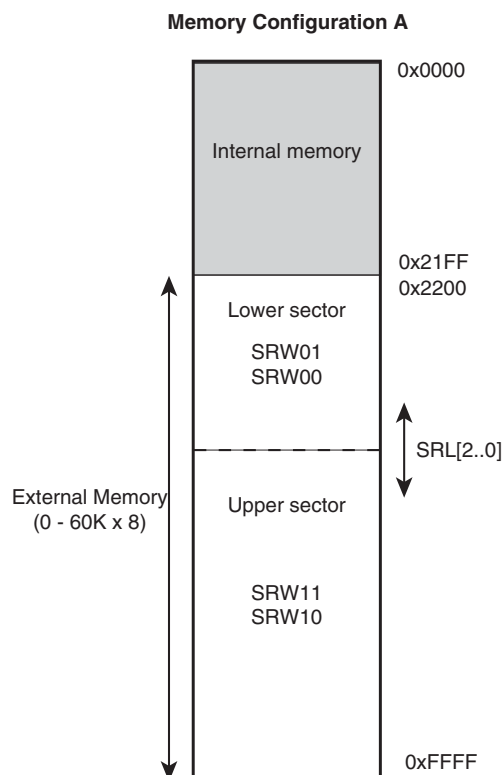 Memory Configuration A
0x0000
Internal memory
0x21FF
0x2200
Lower sector
SRW01
SRW00
SRL[2..0]
External Memory
(0 - 60K x 8)
Upper sector
SRW11
SRW10
0xFFFF